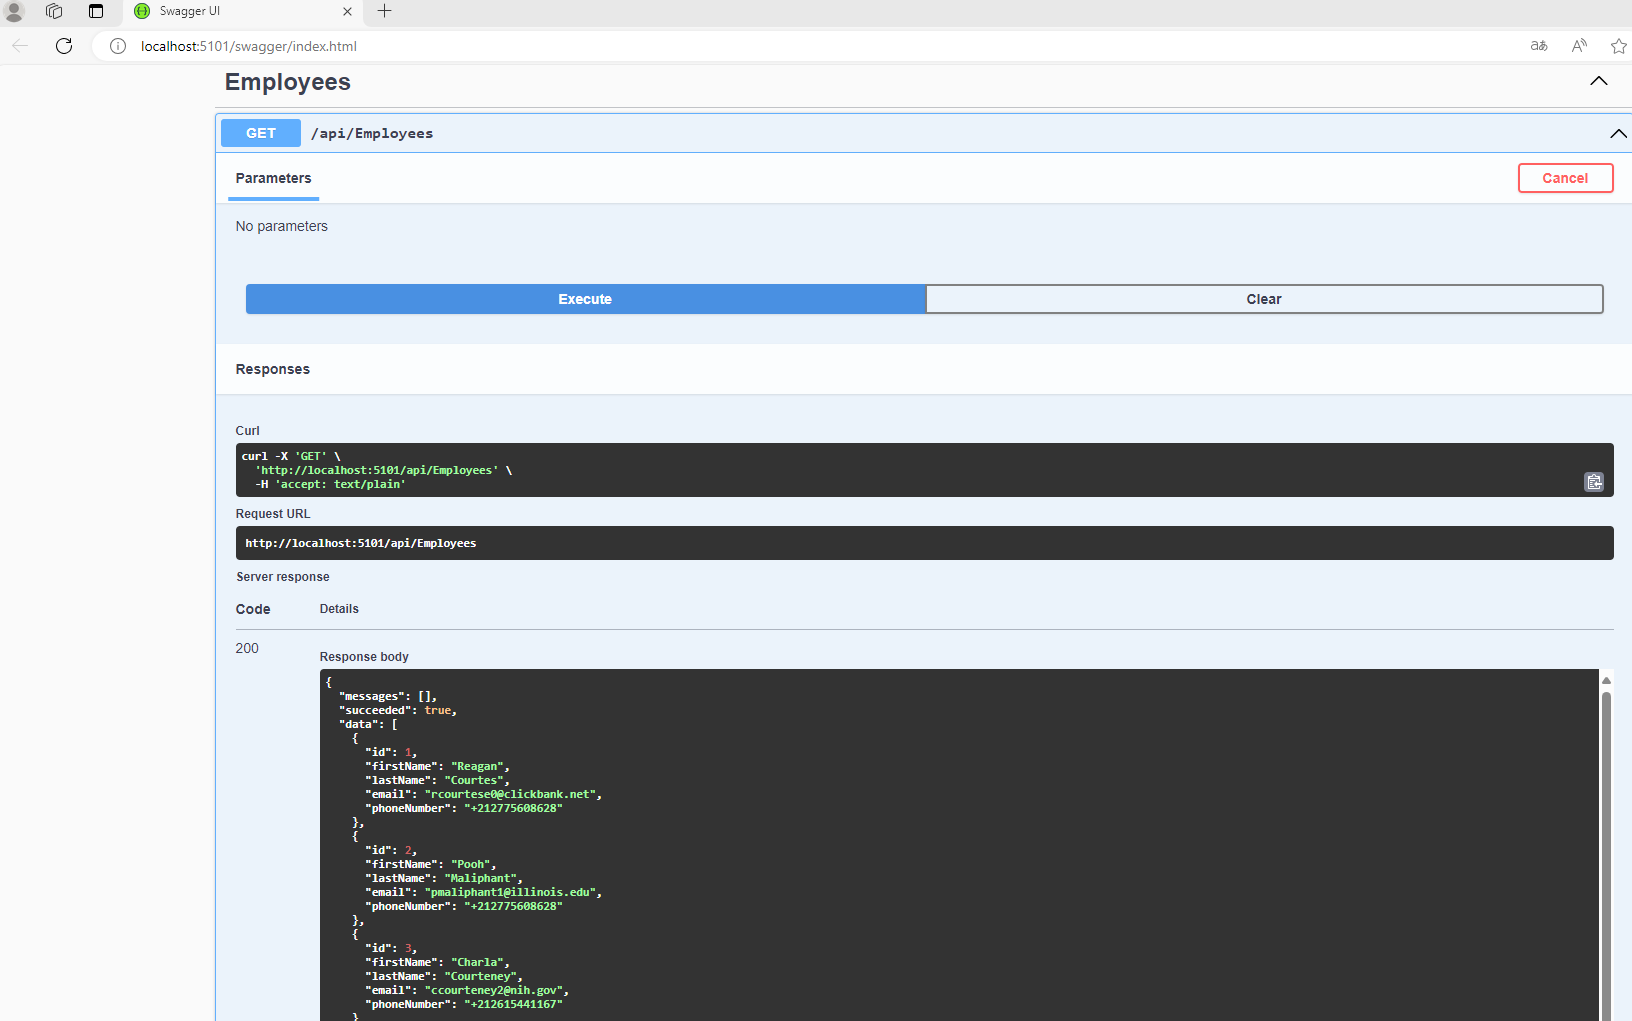 Swagger UI
localhost:5101/swagger/index.html
Employees
GET /api/Employees
Parameters
Cancel
No parameters
Execute
Clear
Responses
Curl
curl -X 'GET' \
  'http://localhost:5101/api/Employees' \
  -H 'accept: text/plain'
Request URL
http://localhost:5101/api/Employees
Server response
Code Details
200
Response body
{
  "messages": [],
  "succeeded": true,
  "data": [
    {
      "id": 1,
      "firstName": "Reagan",
      "lastName": "Courtes",
      "email": "rcourtese0@clickbank.net",
      "phoneNumber": "+212775608628"
    },
    {
      "id": 2,
      "firstName": "Pooh",
      "lastName": "Maliphant",
      "email": "pmaliphant1@illinois.edu",
      "phoneNumber": "+212775608628"
    },
    {
      "id": 3,
      "firstName": "Charla",
      "lastName": "Courteney",
      "email": "ccourteney2@nih.gov",
      "phoneNumber": "+212615441167"
    }